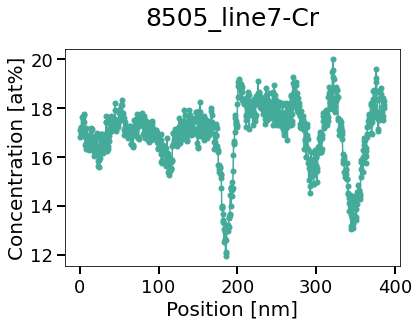 8505_line7-Cr
Concentration [at%]
20
18
16
14
12
0 100 200 300 400
Position [nm]